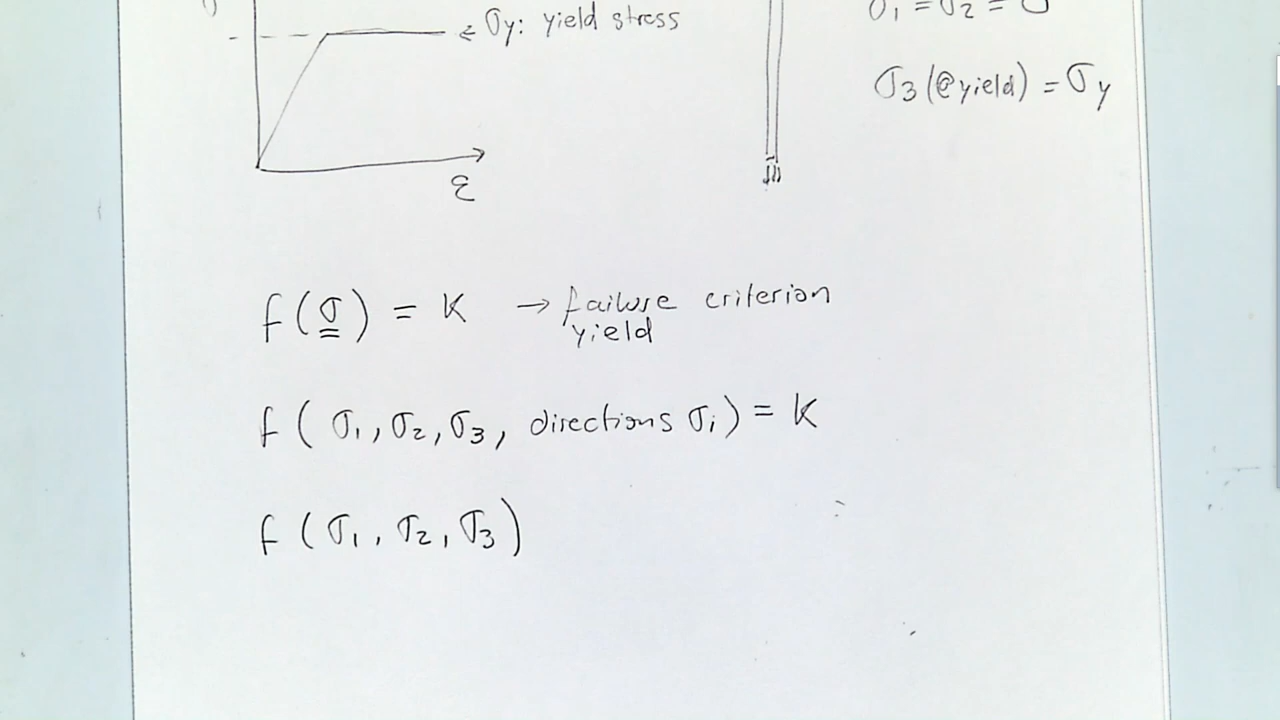 ← σy: yield stress
σ1 = σ2 = 0
σ3 (@yield) = σy
ε
f(σ) = K → failure criterion
yield
f( σ1, σ2, σ3, directions σi) = K
f( σ1, σ2, σ3)